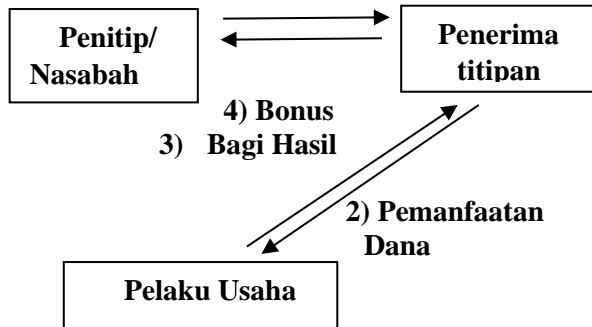 Penitip/
Nasabah
Penerima
titipan
4) Bonus
3) Bagi Hasil
2) Pemanfaatan
Dana
Pelaku Usaha